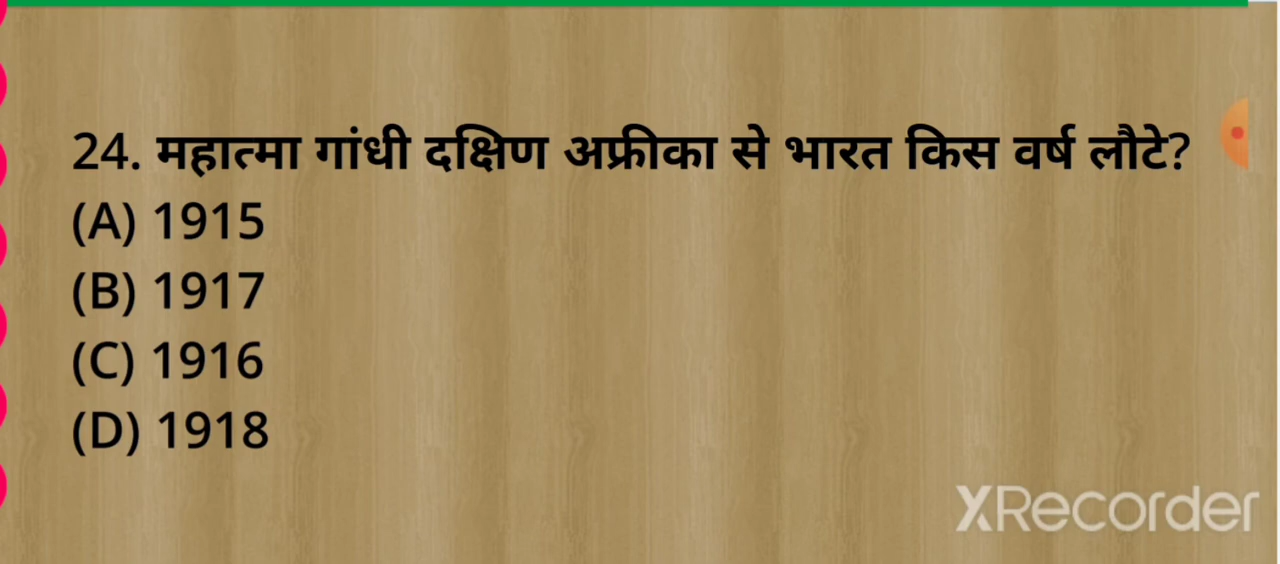 24. महात्मा गांधी दक्षिण अफ्रीका से भारत किस वर्ष लौटे?
(A) 1915
(B) 1917
(C) 1916
(D) 1918
XRecorder